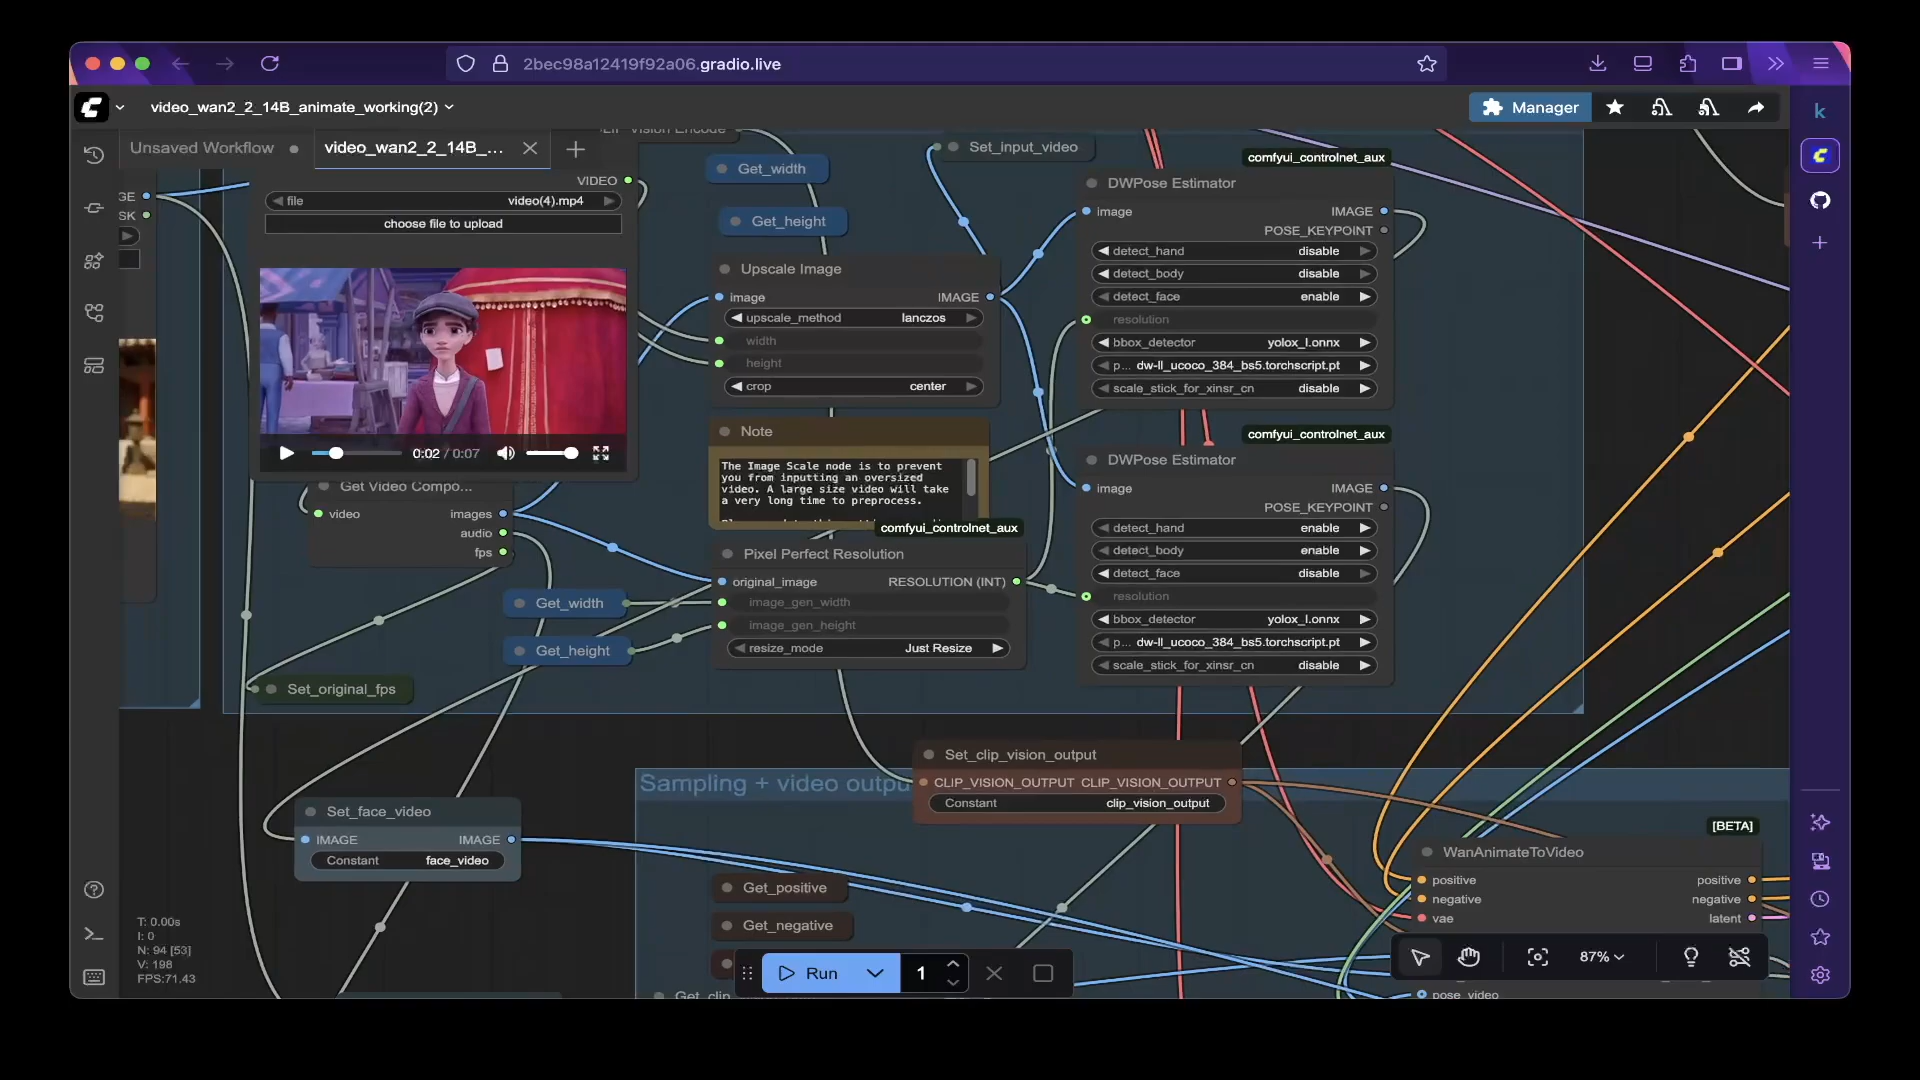 2bec98a12419f92a06.gradio.live
video_wan2_2_14B_animate_working(2)
Manager
k
Unsaved Workflow
video_wan2_2_14B_...
Set_input_video
comfyui_controlnet_aux
VIDEO
file
video(4).mp4
choose file to upload
GE
SK
Get_width
Get_height
Upscale Image
image
IMAGE
upscale_method
lanczos
width
height
crop
center
DWPose Estimator
image
IMAGE
POSE_KEYPOINT
detect_hand
disable
detect_body
disable
detect_face
enable
resolution
bbox_detector
yolox_l.onnx
p... dw-ll_ucoco_384_bs5.torchscript.pt
scale_stick_for_xinsr_cn
disable
0:02 / 0:07
Note
The Image Scale node is to prevent
you from inputting an oversized
video. A large size video will take
a very long time to preprocess.
comfyui_controlnet_aux
comfyui_controlnet_aux
DWPose Estimator
image
IMAGE
POSE_KEYPOINT
detect_hand
enable
detect_body
enable
detect_face
disable
resolution
bbox_detector
yolox_l.onnx
p... dw-ll_ucoco_384_bs5.torchscript.pt
scale_stick_for_xinsr_cn
disable
Get Video Compo...
video
images
audio
fps
Pixel Perfect Resolution
original_image
RESOLUTION (INT)
image_gen_width
image_gen_height
resize_mode
Just Resize
Get_width
Get_height
Set_original_fps
Set_clip_vision_output
CLIP_VISION_OUTPUT CLIP_VISION_OUTPUT
Constant
clip_vision_output
Sampling + video outpu
Set_face_video
IMAGE
IMAGE
Constant
face_video
[BETA]
WanAnimateToVideo
positive
positive
negative
negative
vae
latent
pose_video
Get_positive
Get_negative
T: 0.00s
I: 0
N: 94 [53]
V: 198
FPS:71.43
Run
1
87%